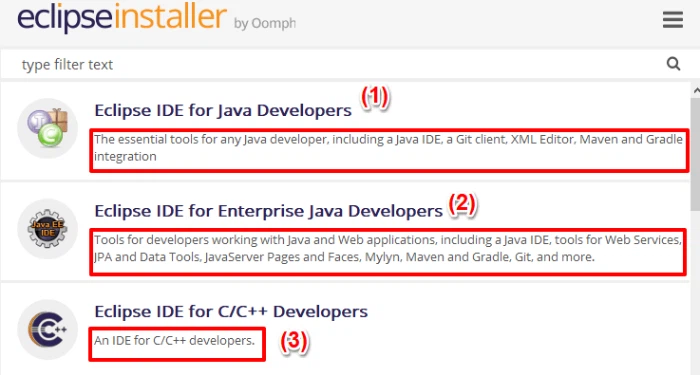 eclipseinstaller by Oomph
type filter text
Eclipse IDE for Java Developers (1)
The essential tools for any Java developer, including a Java IDE, a Git client, XML Editor, Maven and Gradle
integration
Java EE
IDE
Eclipse IDE for Enterprise Java Developers (2)
Tools for developers working with Java and Web applications, including a Java IDE, tools for Web Services,
JPA and Data Tools, JavaServer Pages and Faces, Mylyn, Maven and Gradle, Git, and more.
C++
Eclipse IDE for C/C++ Developers
An IDE for C/C++ developers. (3)